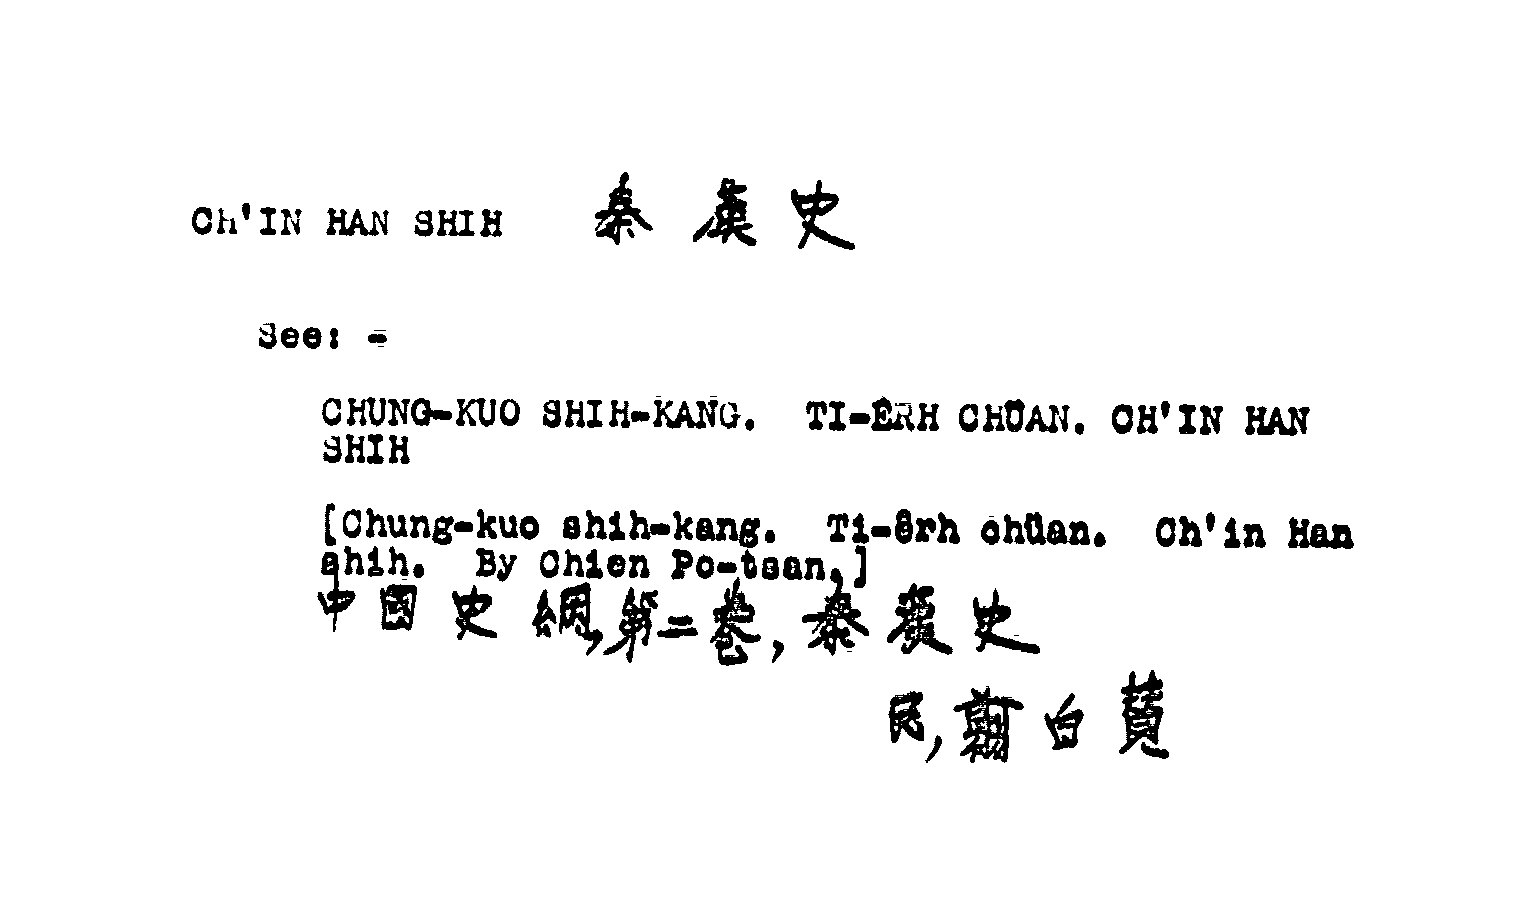 Ch'IN HAN SHIH 秦漢史
See: -
CHUNG-KUO SHIH-KANG. TI-ÊRH CHÜAN. CH'IN HAN
SHIH
[Chung-kuo shih-kang. Ti-êrh chüan. Ch'in Han
shih. By Chien Po-tsan.]
中國史綱,第二卷,秦漢史
民,翦白贊